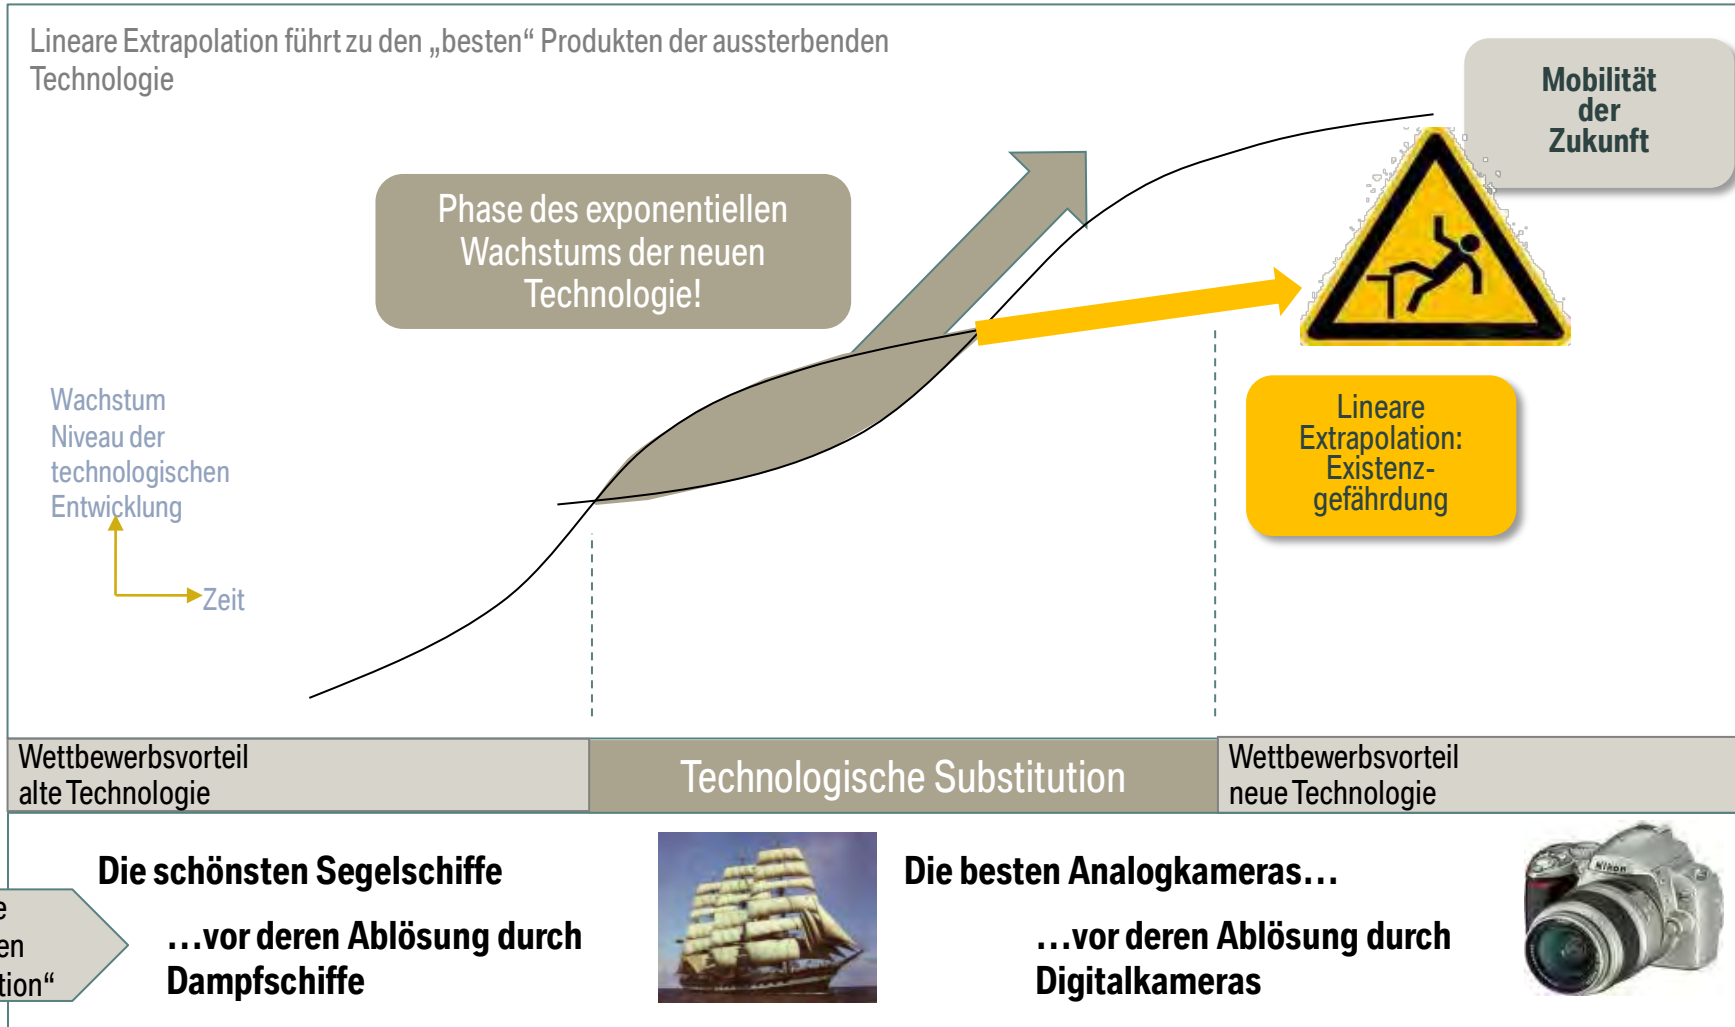 Lineare Extrapolation führt zu den „besten“ Produkten der aussterbenden
Technologie
Mobilität
der
Zukunft
Phase des exponentiellen
Wachstums der neuen
Technologie!
Wachstum
Niveau der
technologischen
Entwicklung
Zeit
Lineare
Extrapolation:
Existenz-
gefährdung
Wettbewerbsvorteil
alte Technologie
Technologische Substitution
Wettbewerbsvorteil
neue Technologie
Die schönsten Segelschiffe
…vor deren Ablösung durch
Dampfschiffe
Die besten Analogkameras…
…vor deren Ablösung durch
Digitalkameras
Nikon